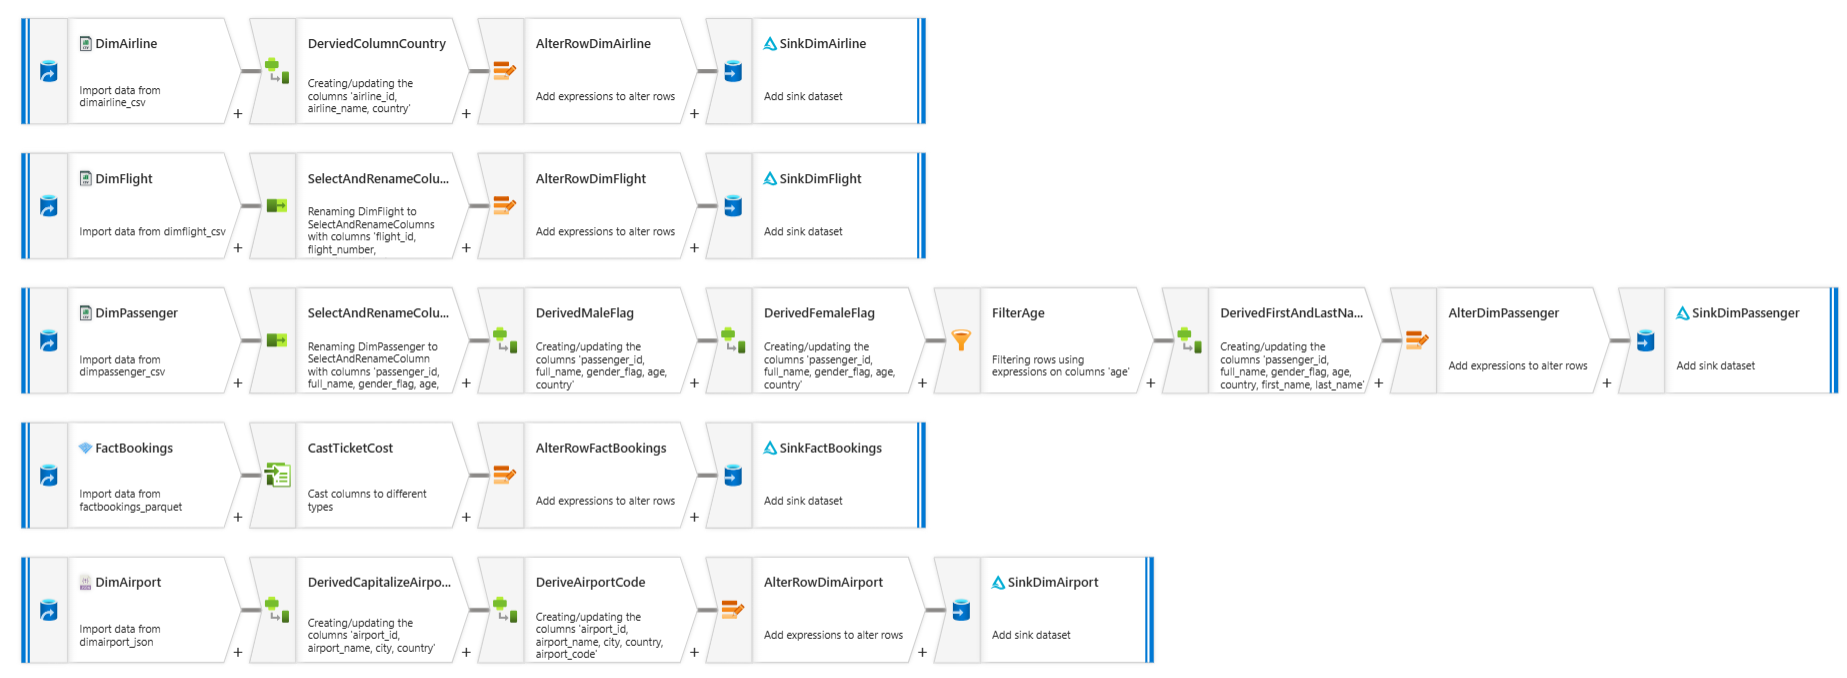 DimAirline
Import data from
dimairline_csv
+
DerviedColumnCountry
Creating/updating the
columns 'airline_id,
airline_name, country'
+
AlterRowDimAirline
Add expressions to alter rows
+
SinkDimAirline
Add sink dataset
DimFlight
Import data from dimflight_csv
+
SelectAndRenameColu...
Renaming DimFlight to
SelectAndRenameColumns
with columns 'flight_id,
flight_number,
+
AlterRowDimFlight
Add expressions to alter rows
+
SinkDimFlight
Add sink dataset
DimPassenger
Import data from
dimpassenger_csv
+
SelectAndRenameColu...
Renaming DimPassenger to
SelectAndRenameColumn
with columns 'passenger_id,
full_name, gender_flag, age,
+
DerivedMaleFlag
Creating/updating the
columns 'passenger_id,
full_name, gender_flag, age,
country'
+
DerivedFemaleFlag
Creating/updating the
columns 'passenger_id,
full_name, gender_flag, age,
country'
+
FilterAge
Filtering rows using
expressions on columns 'age'
+
DerivedFirstAndLastNa...
Creating/updating the
columns 'passenger_id,
full_name, gender_flag, age,
country, first_name, last_name'
+
AlterDimPassenger
Add expressions to alter rows
+
SinkDimPassenger
Add sink dataset
FactBookings
Import data from
factbookings_parquet
+
CastTicketCost
Cast columns to different
types
+
AlterRowFactBookings
Add expressions to alter rows
+
SinkFactBookings
Add sink dataset
DimAirport
Import data from
dimairport_json
+
DerivedCapitalizeAirpo...
Creating/updating the
columns 'airport_id,
airport_name, city, country'
+
DeriveAirportCode
Creating/updating the
columns 'airport_id,
airport_name, city, country,
airport_code'
+
AlterRowDimAirport
Add expressions to alter rows
+
SinkDimAirport
Add sink dataset